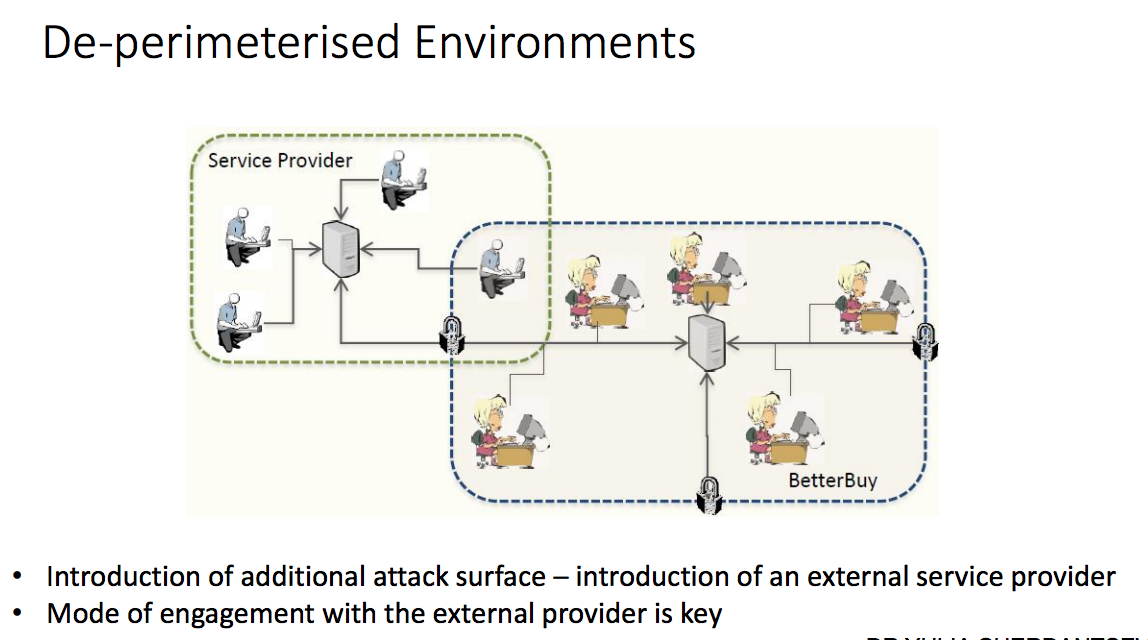 De-perimeterised Environments
Service Provider
BetterBuy
• Introduction of additional attack surface – introduction of an external service provider
• Mode of engagement with the external provider is key